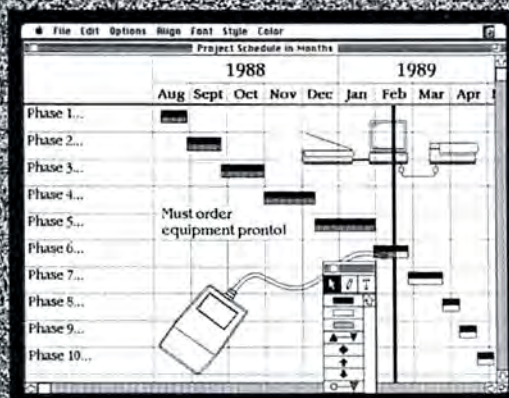 File Edit Options Align Font Style Color
Project Schedule in Months
1988 1989
Aug Sept Oct Nov Dec Jan Feb Mar Apr
Phase 1...
Phase 2...
Phase 3...
Phase 4...
Must order
equipment pronto!
Phase 5...
Phase 6...
Phase 7...
Phase 8...
Phase 9...
Phase 10...
T